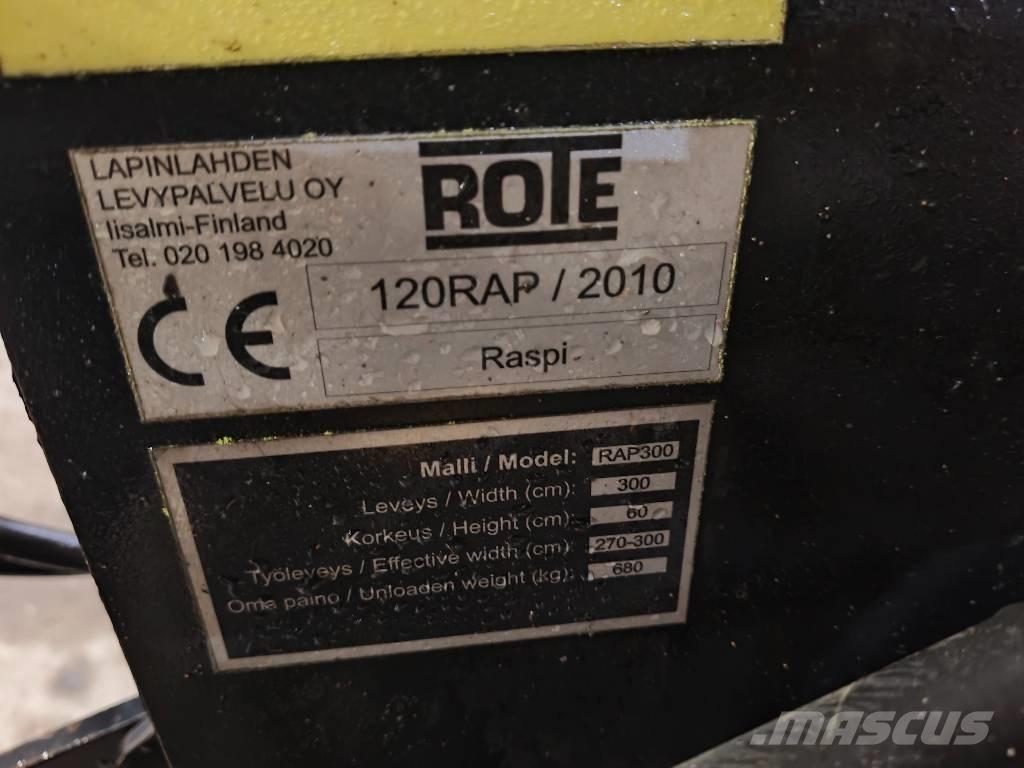 LAPINLAHDEN
LEVYPALVELU OY
Iisalmi-Finland
Tel. 020 198 4020
ROTE
CE
120RAP / 2010
Raspi
Malli / Model: RAP300
Leveys / Width (cm): 300
Korkeus / Height (cm): 60
Työleveys / Effective width (cm): 270-300
Oma paino / Unloaden weight (kg): 680
MASCUS